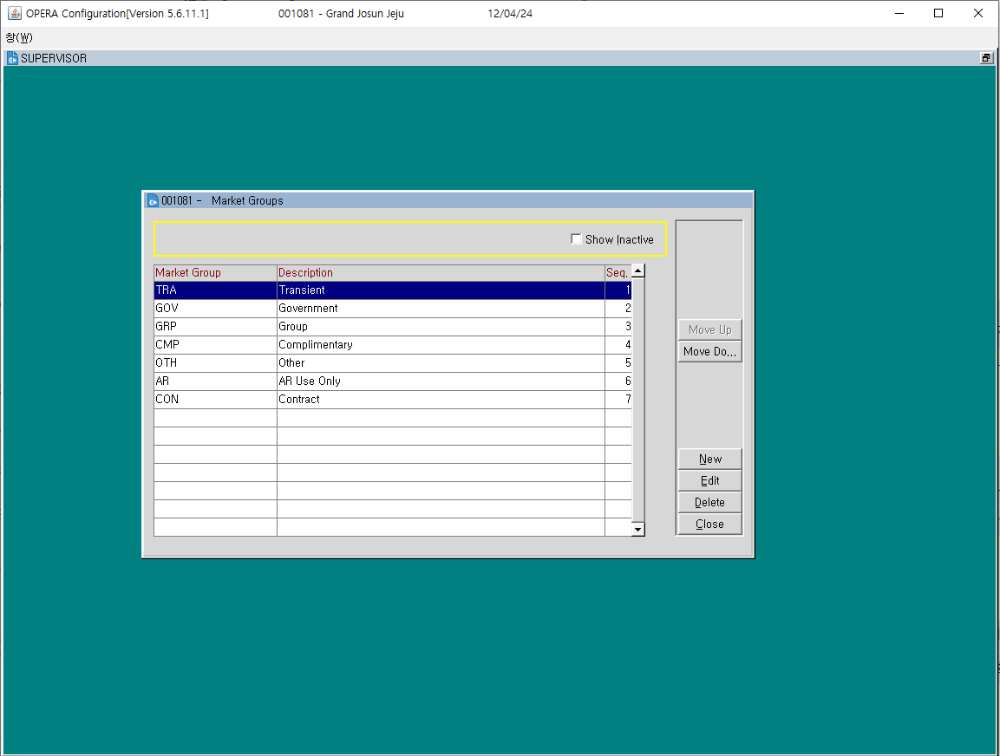 OPERA Configuration[Version 5.6.11.1] 001081 - Grand Josun Jeju 12/04/24
창(W)
SUPERVISOR
001081 - Market Groups
Show Inactive
Market Group Description Seq.
TRA Transient 1
GOV Government 2
GRP Group 3
CMP Complimentary 4
OTH Other 5
AR AR Use Only 6
CON Contract 7
Move Up
Move Do...
New
Edit
Delete
Close